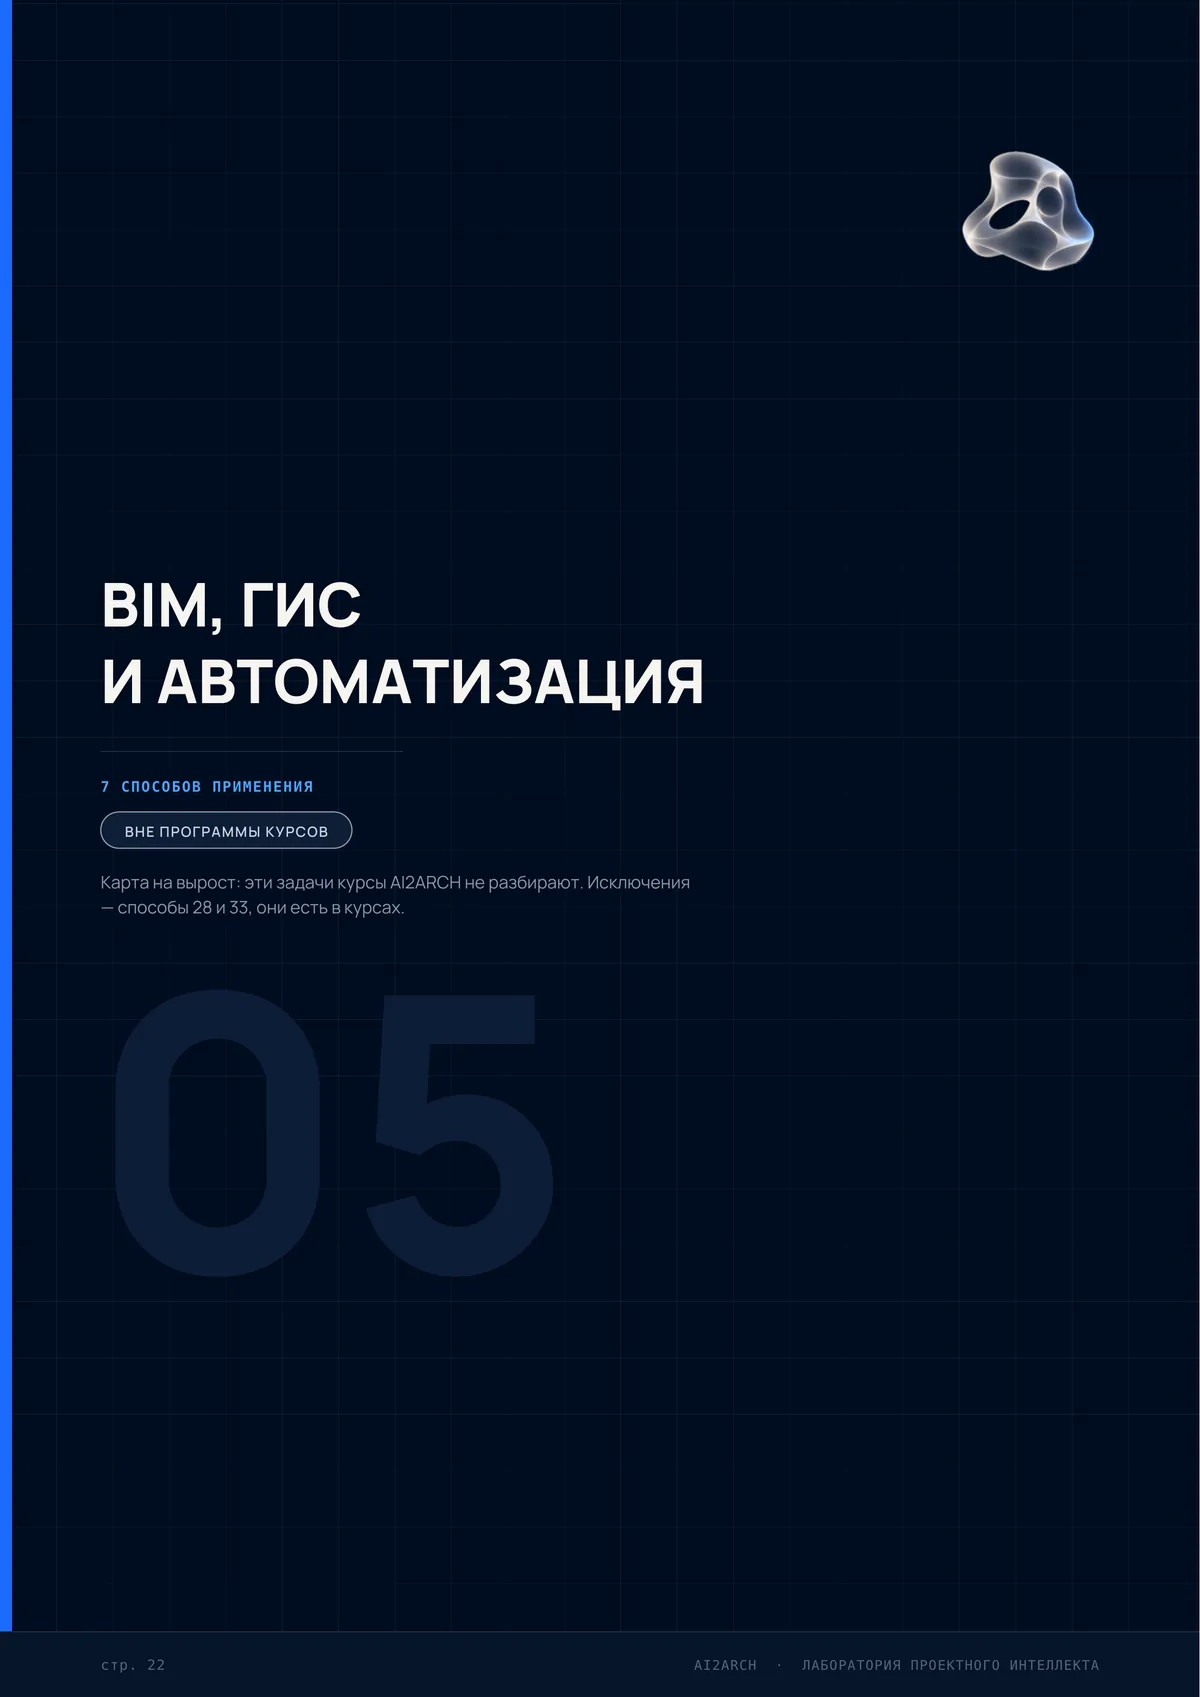 BIM, ГИС
И АВТОМАТИЗАЦИЯ
7 СПОСОБОВ ПРИМЕНЕНИЯ
ВНЕ ПРОГРАММЫ КУРСОВ
Карта на вырост: эти задачи курсы AI2ARCH не разбирают. Исключения
— способы 28 и 33, они есть в курсах.
05
стр. 22
AI2ARCH · ЛАБОРАТОРИЯ ПРОЕКТНОГО ИНТЕЛЛЕКТА